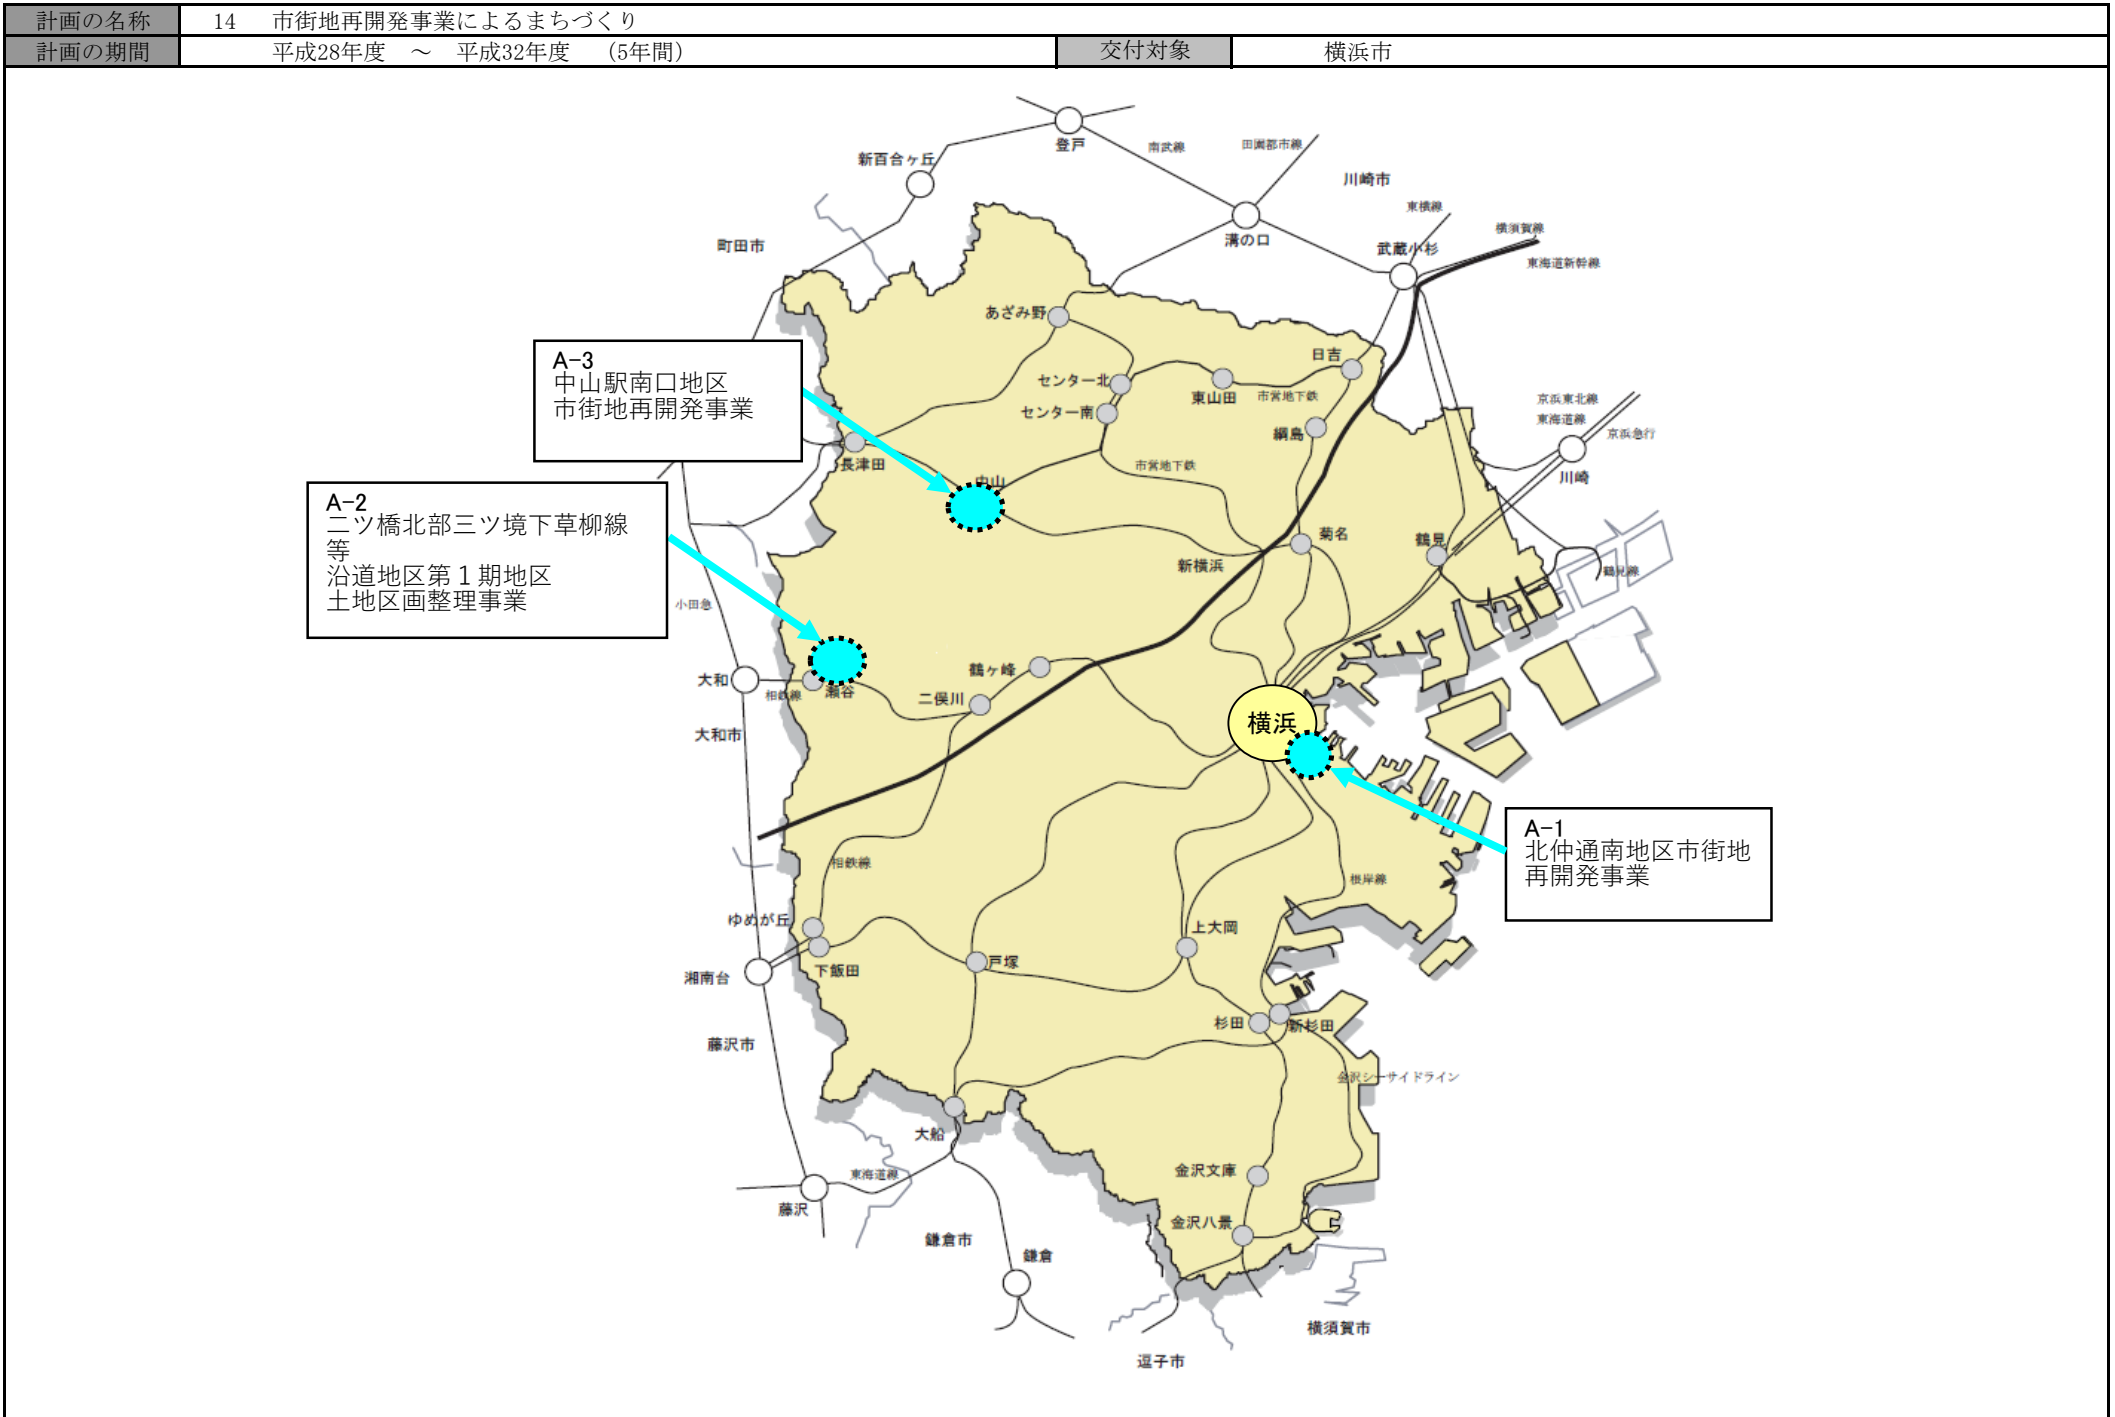 計画の名称 14 市街地再開発事業によるまちづくり
計画の期間 平成28年度 ～ 平成32年度 (5年間) 交付対象 横浜市
登戸
南武線
田園都市線
新百合ヶ丘
川崎市
東横線
溝の口
横須賀線
町田市
武蔵小杉
東海道新幹線
あざみ野
A-3
中山駅南口地区
市街地再開発事業
日吉
センター北
東山田
市営地下鉄
センター南
京浜東北線
東海道線
京浜急行
綱島
長津田
市営地下鉄
川崎
中山
A-2
二ツ橋北部三ツ境下草柳線
等
沿道地区第１期地区
土地区画整理事業
菊名
鶴見
新横浜
鶴見線
小田急
鶴ヶ峰
大和
相鉄線
瀬谷
二俣川
横浜
大和市
A-1
北仲通南地区市街地
再開発事業
相鉄線
根岸線
ゆめが丘
上大岡
湘南台
下飯田
戸塚
杉田
新杉田
藤沢市
金沢シーサイドライン
大船
東海道線
金沢文庫
藤沢
金沢八景
鎌倉市
鎌倉
横須賀市
逗子市